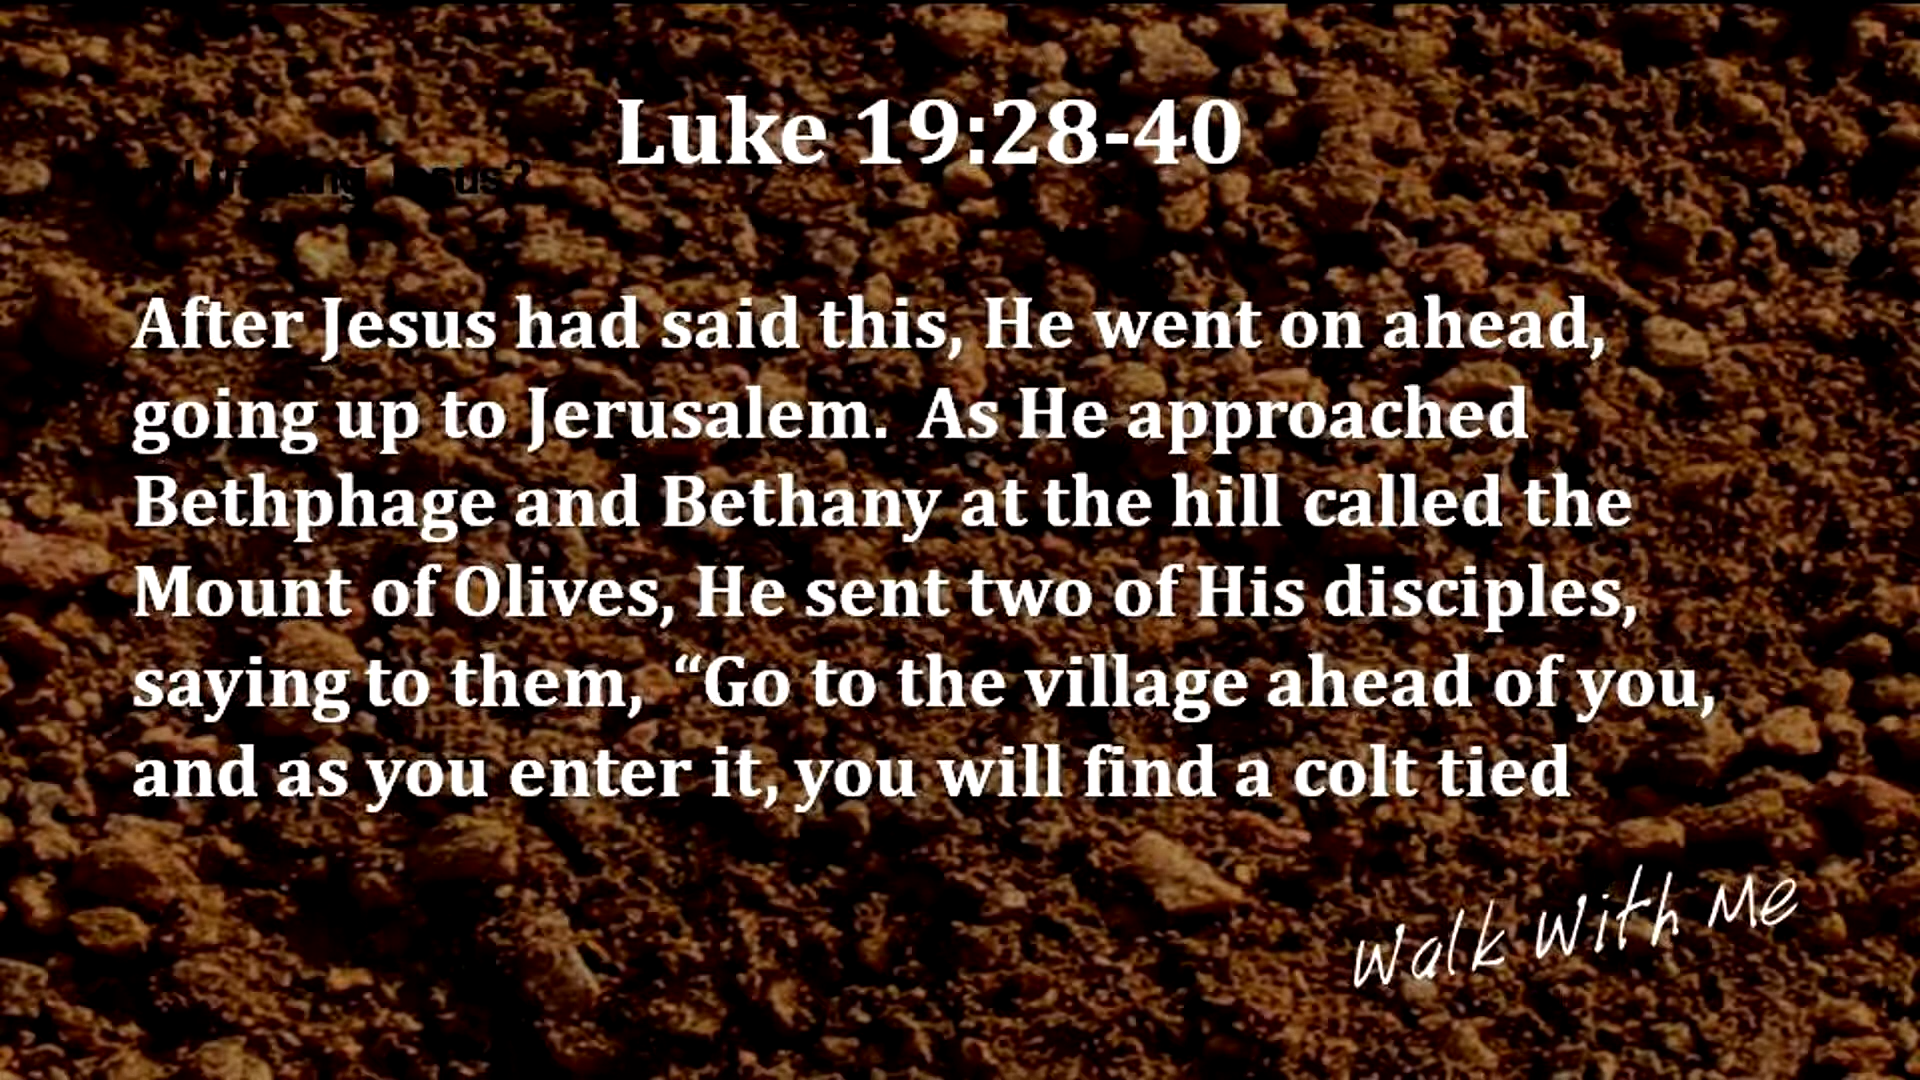 Luke 19:28-40
Jesus?
After Jesus had said this, He went on ahead,
going up to Jerusalem.  As He approached
Bethphage and Bethany at the hill called the
Mount of Olives, He sent two of His disciples,
saying to them,  “Go to the village ahead of you,
and as you enter it, you will find a colt tied
Walk With Me